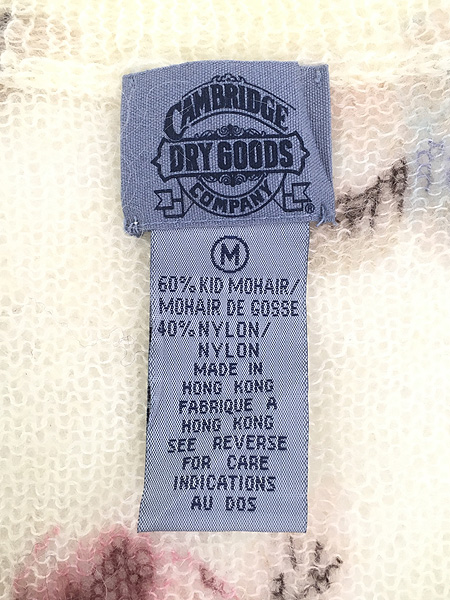 CAMBRIDGE
DRY GOODS
COMPANY
®
M
60% KID MOHAIR/
MOHAIR DE GOSSE
40% NYLON/
NYLON
MADE IN
HONG KONG
FABRIQUE A
HONG KONG
SEE REVERSE
FOR CARE
INDICATIONS
AU DOS